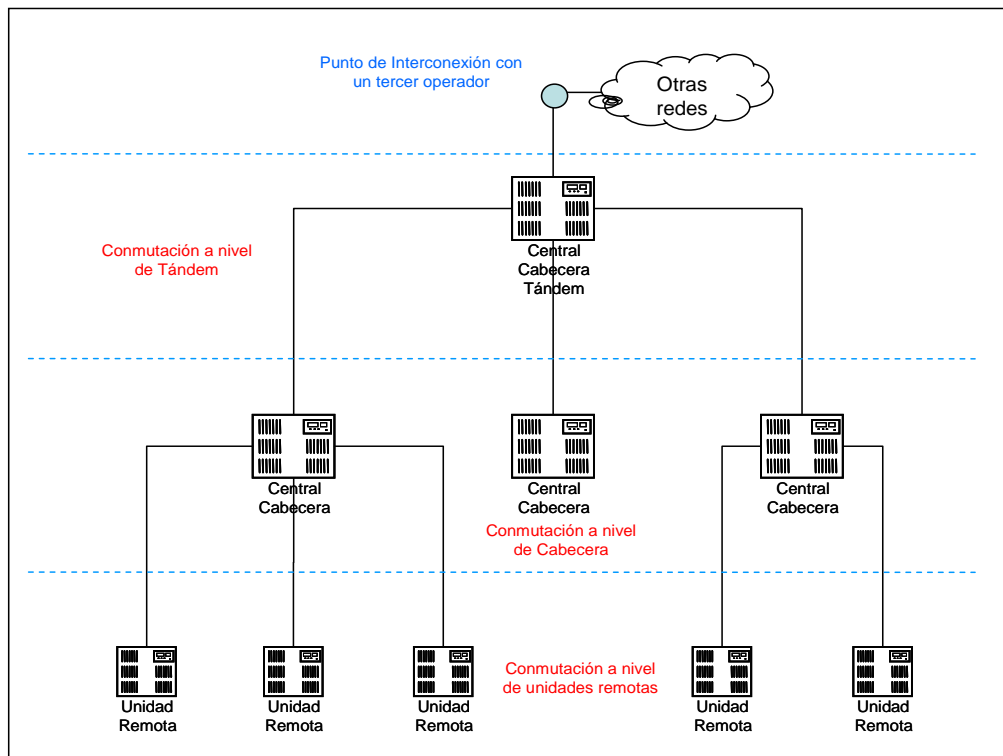 Punto de Interconexión con
un tercer operador
Otras
redes
Central
Cabecera
Tándem
Conmutación a nivel
de Tándem
Central
Cabecera
Central
Cabecera
Central
Cabecera
Conmutación a nivel
de Cabecera
Unidad
Remota
Unidad
Remota
Unidad
Remota
Conmutación a nivel
de unidades remotas
Unidad
Remota
Unidad
Remota